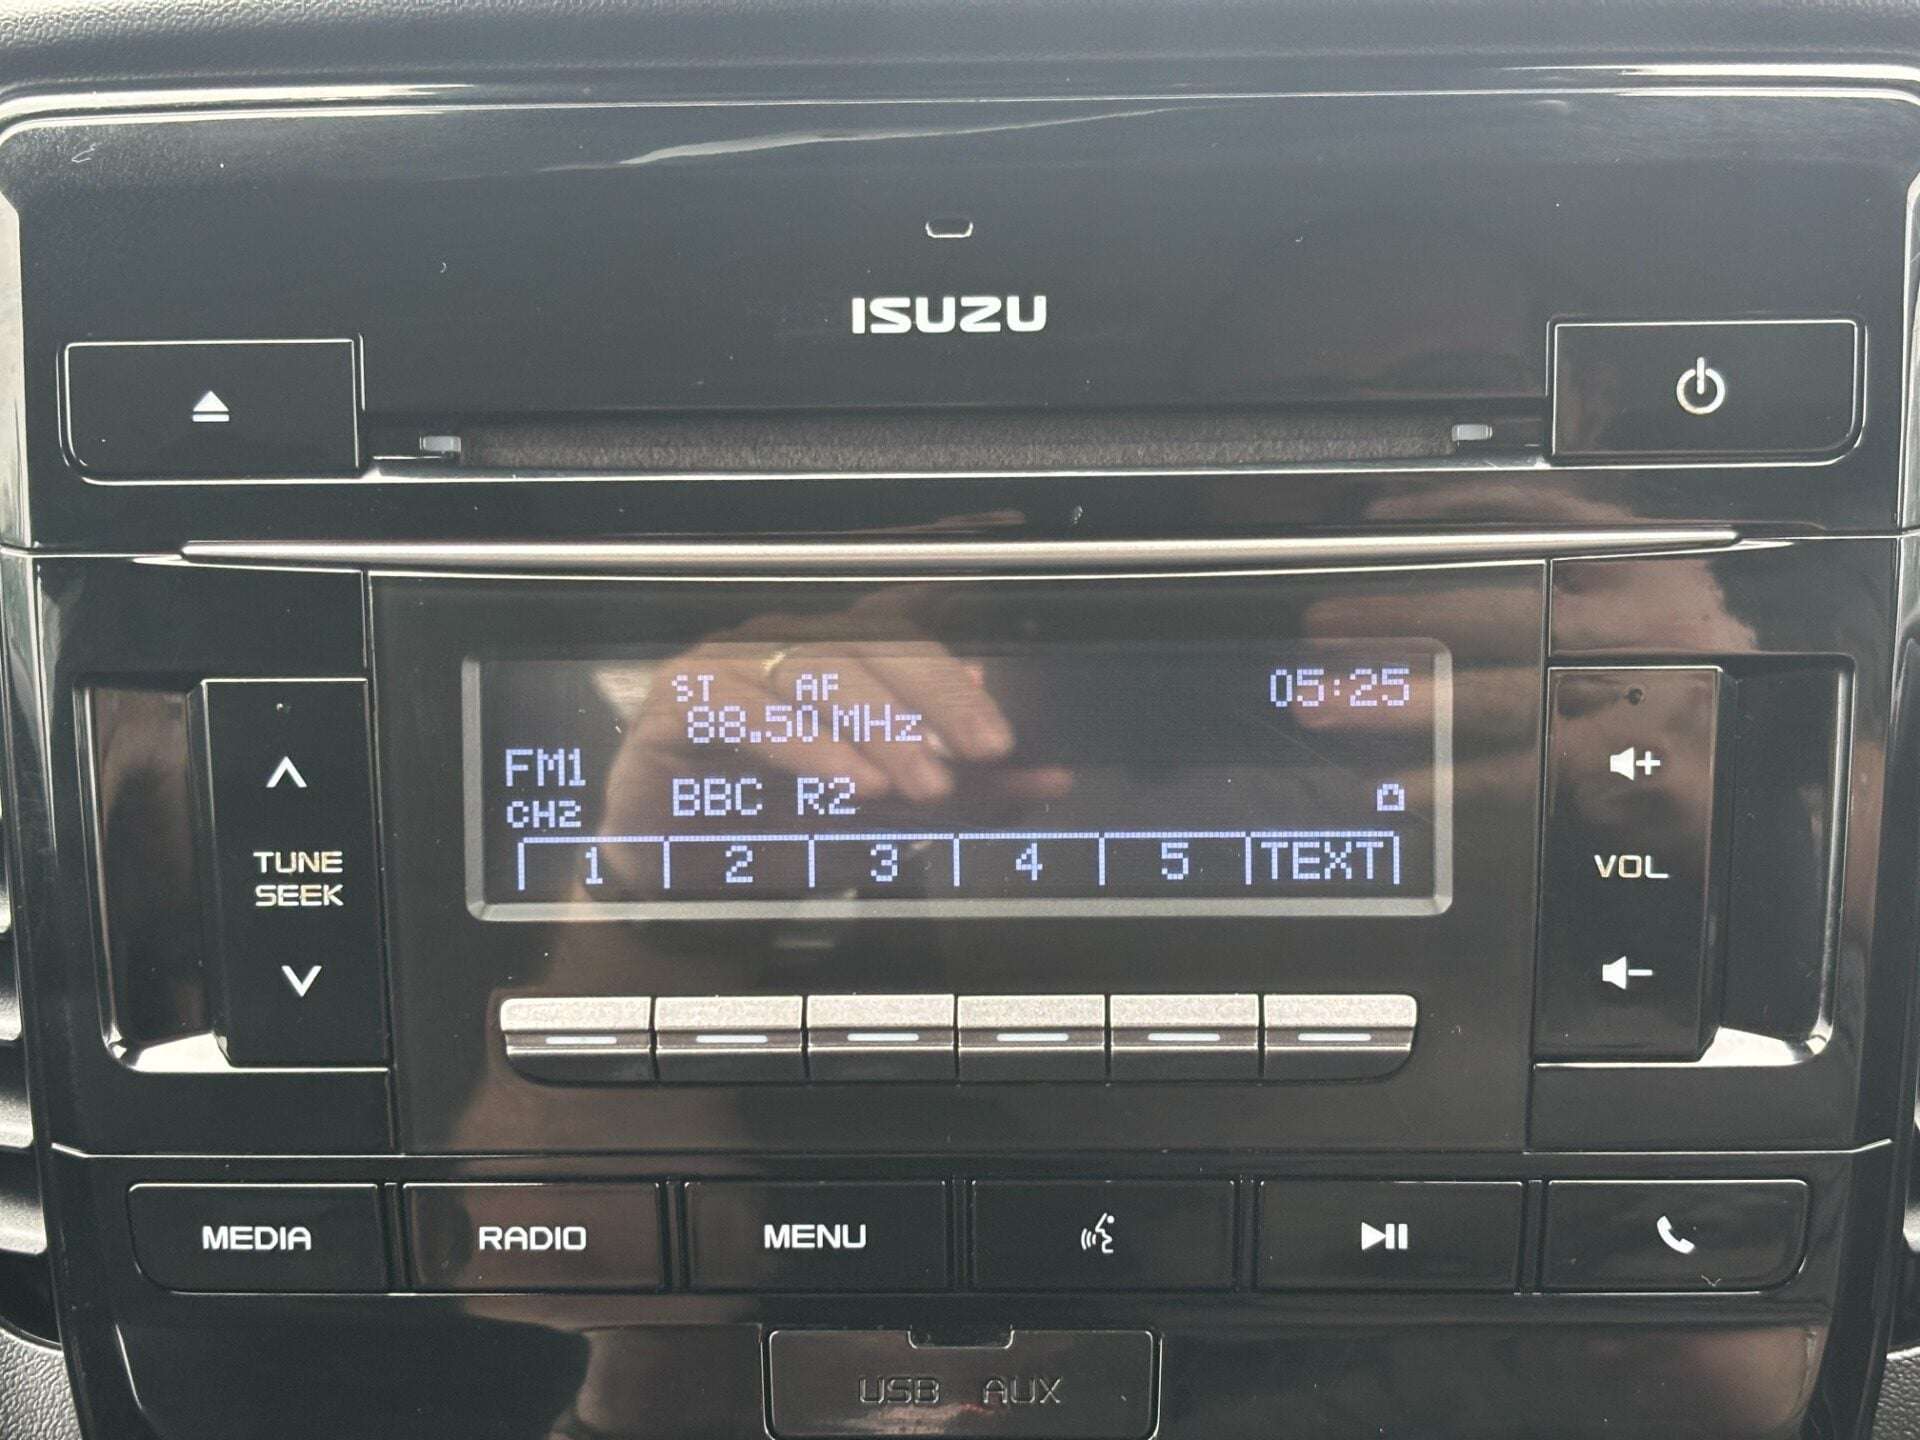 ISUZU
ST AF
05:25
88.50 MHz
FM1
BBC R2
CH2
1 2 3 4 5 TEXT
TUNE
SEEK
VOL
MEDIA RADIO MENU
USB AUX